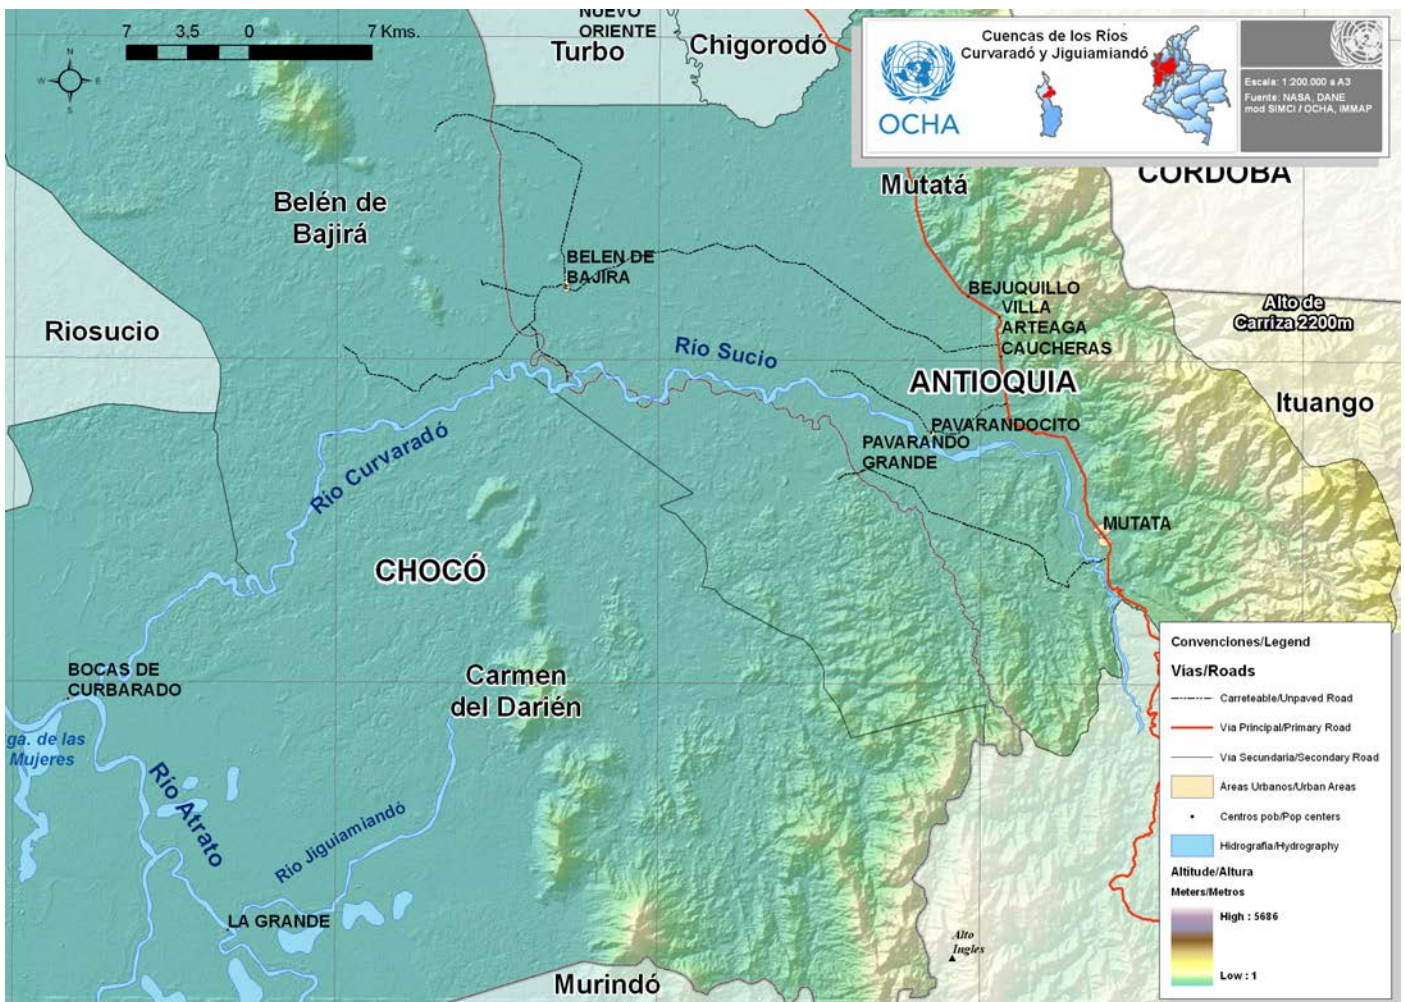 7 3,5 0 7 Kms.
N
W E
S
NUEVO
ORIENTE
Turbo
Chigorodó
OCHA
Cuencas de los Ríos
Curvaradó y Jiguiamiandó
Escala: 1:200.000 a A3
Fuente: NASA, DANE
mod SIMCI / OCHA, IMMAP
CORDOBA
Mutatá
Belén de
Bajirá
BELEN DE
BAJIRA
BEJUQUILLO
VILLA
ARTEAGA
CAUCHERAS
Alto de
Carriza 2200m
Riosucio
Río Sucio
ANTIOQUIA
Ituango
PAVARANDOCITO
PAVARANDO
GRANDE
Río Curvaradó
MUTATA
CHOCÓ
BOCAS DE
CURBARADO
Carmen
del Darién
ga. de las
Mujeres
Río Atrato
Río Jiguiamiandó
LA GRANDE
Alto
Ingles
Murindó
Convenciones/Legend
Vías/Roads
Carreteable/Unpaved Road
Via Principal/Primary Road
Via Secundaria/Secondary Road
Áreas Urbanos/Urban Areas
Centros pob/Pop centers
Hidrografia/Hydrography
Altitude/Altura
Meters/Metros
High : 5686
Low : 1